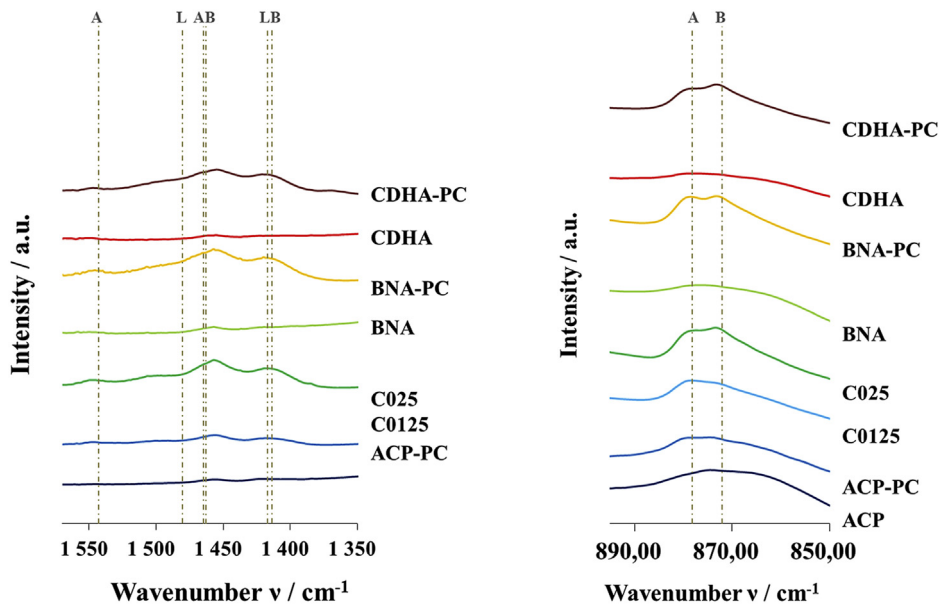 A L AB LB
CDHA-PC
CDHA
BNA-PC
BNA
C025
C0125
ACP-PC
Intensity / a.u.
1 550 1 500 1 450 1 400 1 350
Wavenumber ν / cm-1
A B
CDHA-PC
CDHA
BNA-PC
BNA
C025
C0125
ACP-PC
ACP
Intensity / a.u.
890,00 870,00 850,00
Wavenumber ν / cm-1